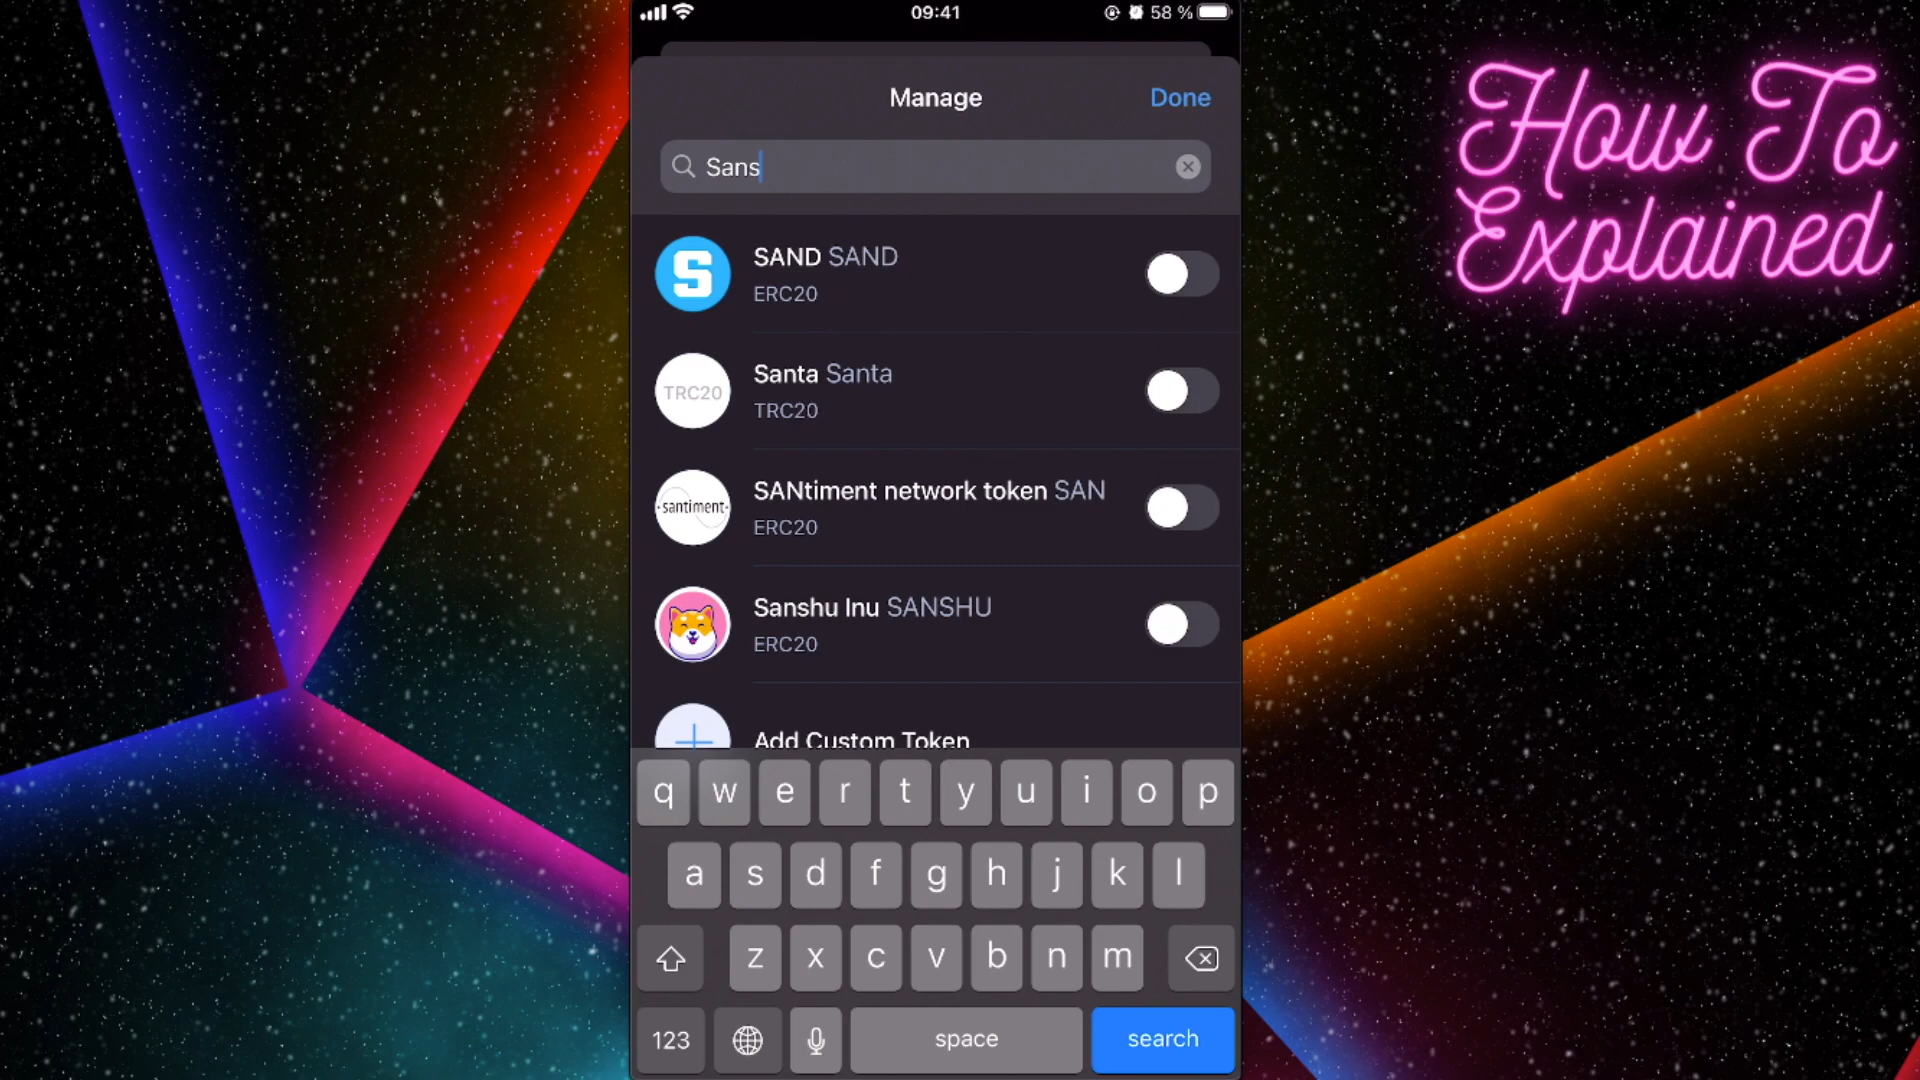 09:41
58 %
Manage
Done
Sans
SAND SAND
ERC20
TRC20
Santa Santa
TRC20
santiment
SANtiment network token SAN
ERC20
Sanshu Inu SANSHU
ERC20
Add Custom Token
q w e r t y u i o p
a s d f g h j k l
z x c v b n m
123
space
search
How To
Explained